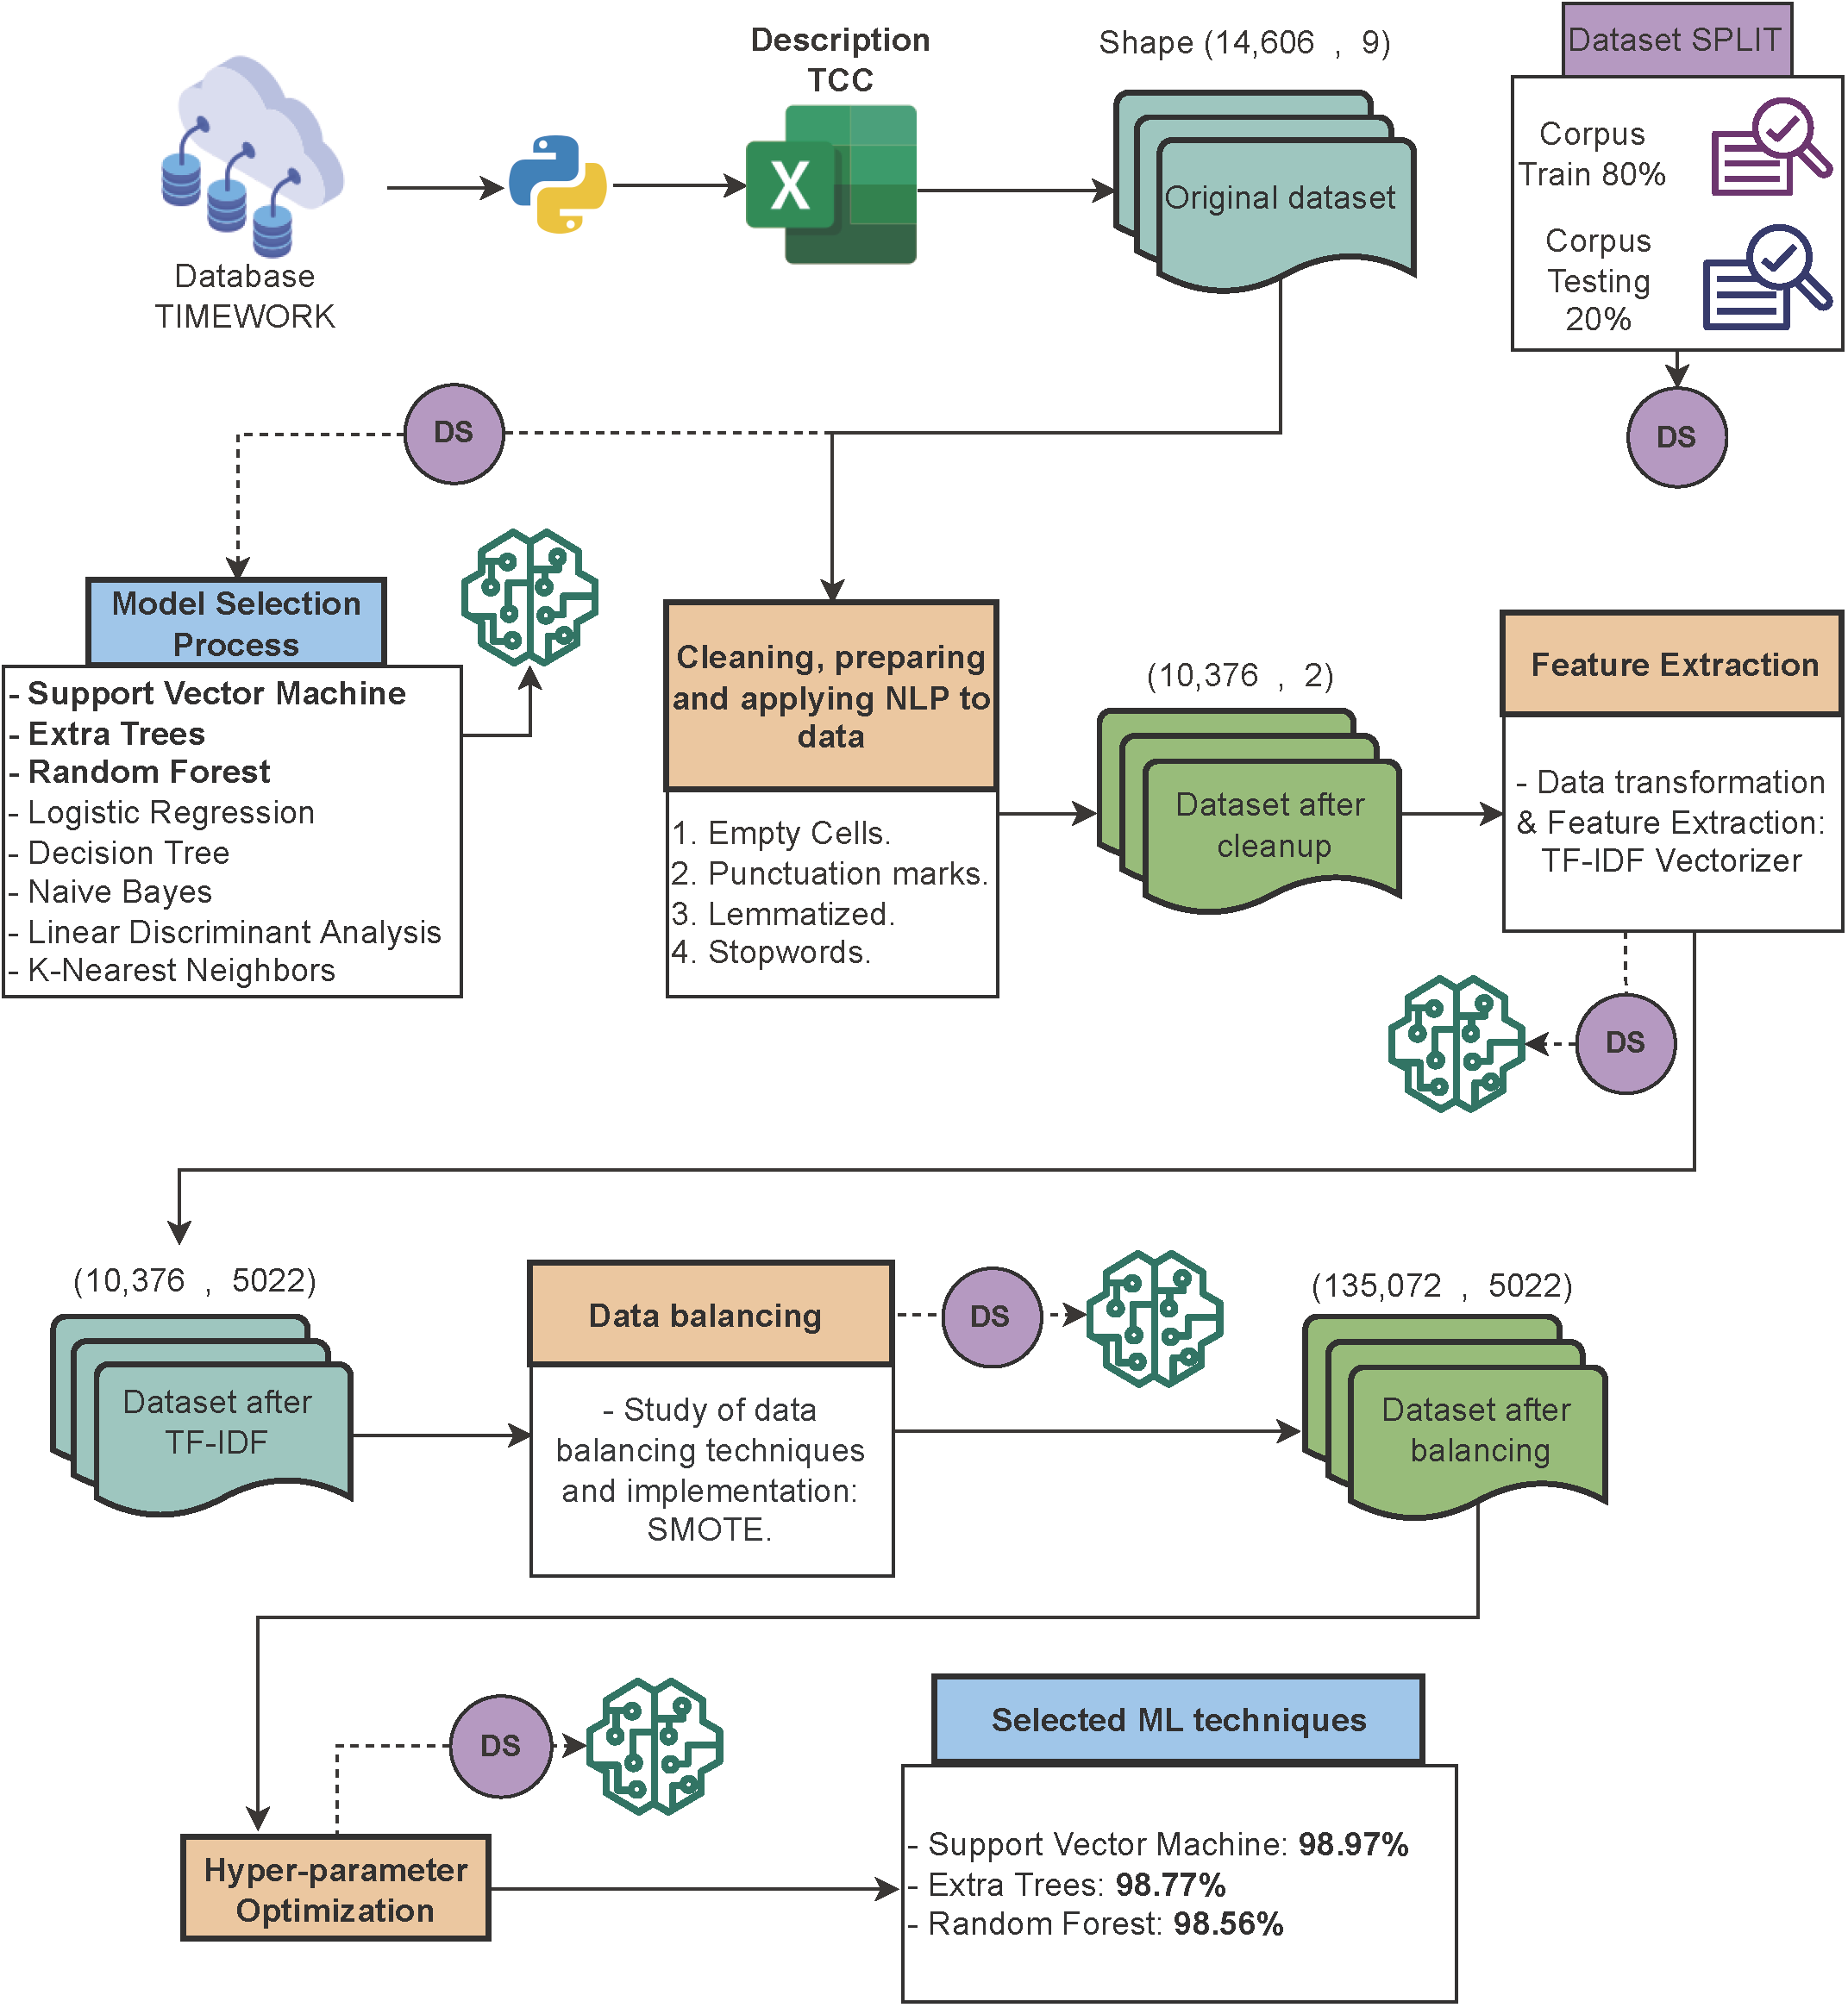 Description
TCC
Shape (14,606 , 9)
Dataset SPLIT
Corpus
Train 80%
Corpus
Testing
20%
X
Original dataset
Database
TIMEWORK
DS
DS
Model Selection
Process
- Support Vector Machine
- Extra Trees
- Random Forest
- Logistic Regression
- Decision Tree
- Naive Bayes
- Linear Discriminant Analysis
- K-Nearest Neighbors
Cleaning, preparing
and applying NLP to
data
1. Empty Cells.
2. Punctuation marks.
3. Lemmatized.
4. Stopwords.
(10,376 , 2)
Dataset after
cleanup
Feature Extraction
- Data transformation
& Feature Extraction:
TF-IDF Vectorizer
DS
(10,376 , 5022)
Dataset after
TF-IDF
Data balancing
- Study of data
balancing techniques
and implementation:
SMOTE.
DS
(135,072 , 5022)
Dataset after
balancing
DS
Hyper-parameter
Optimization
Selected ML techniques
- Support Vector Machine: 98.97%
- Extra Trees: 98.77%
- Random Forest: 98.56%